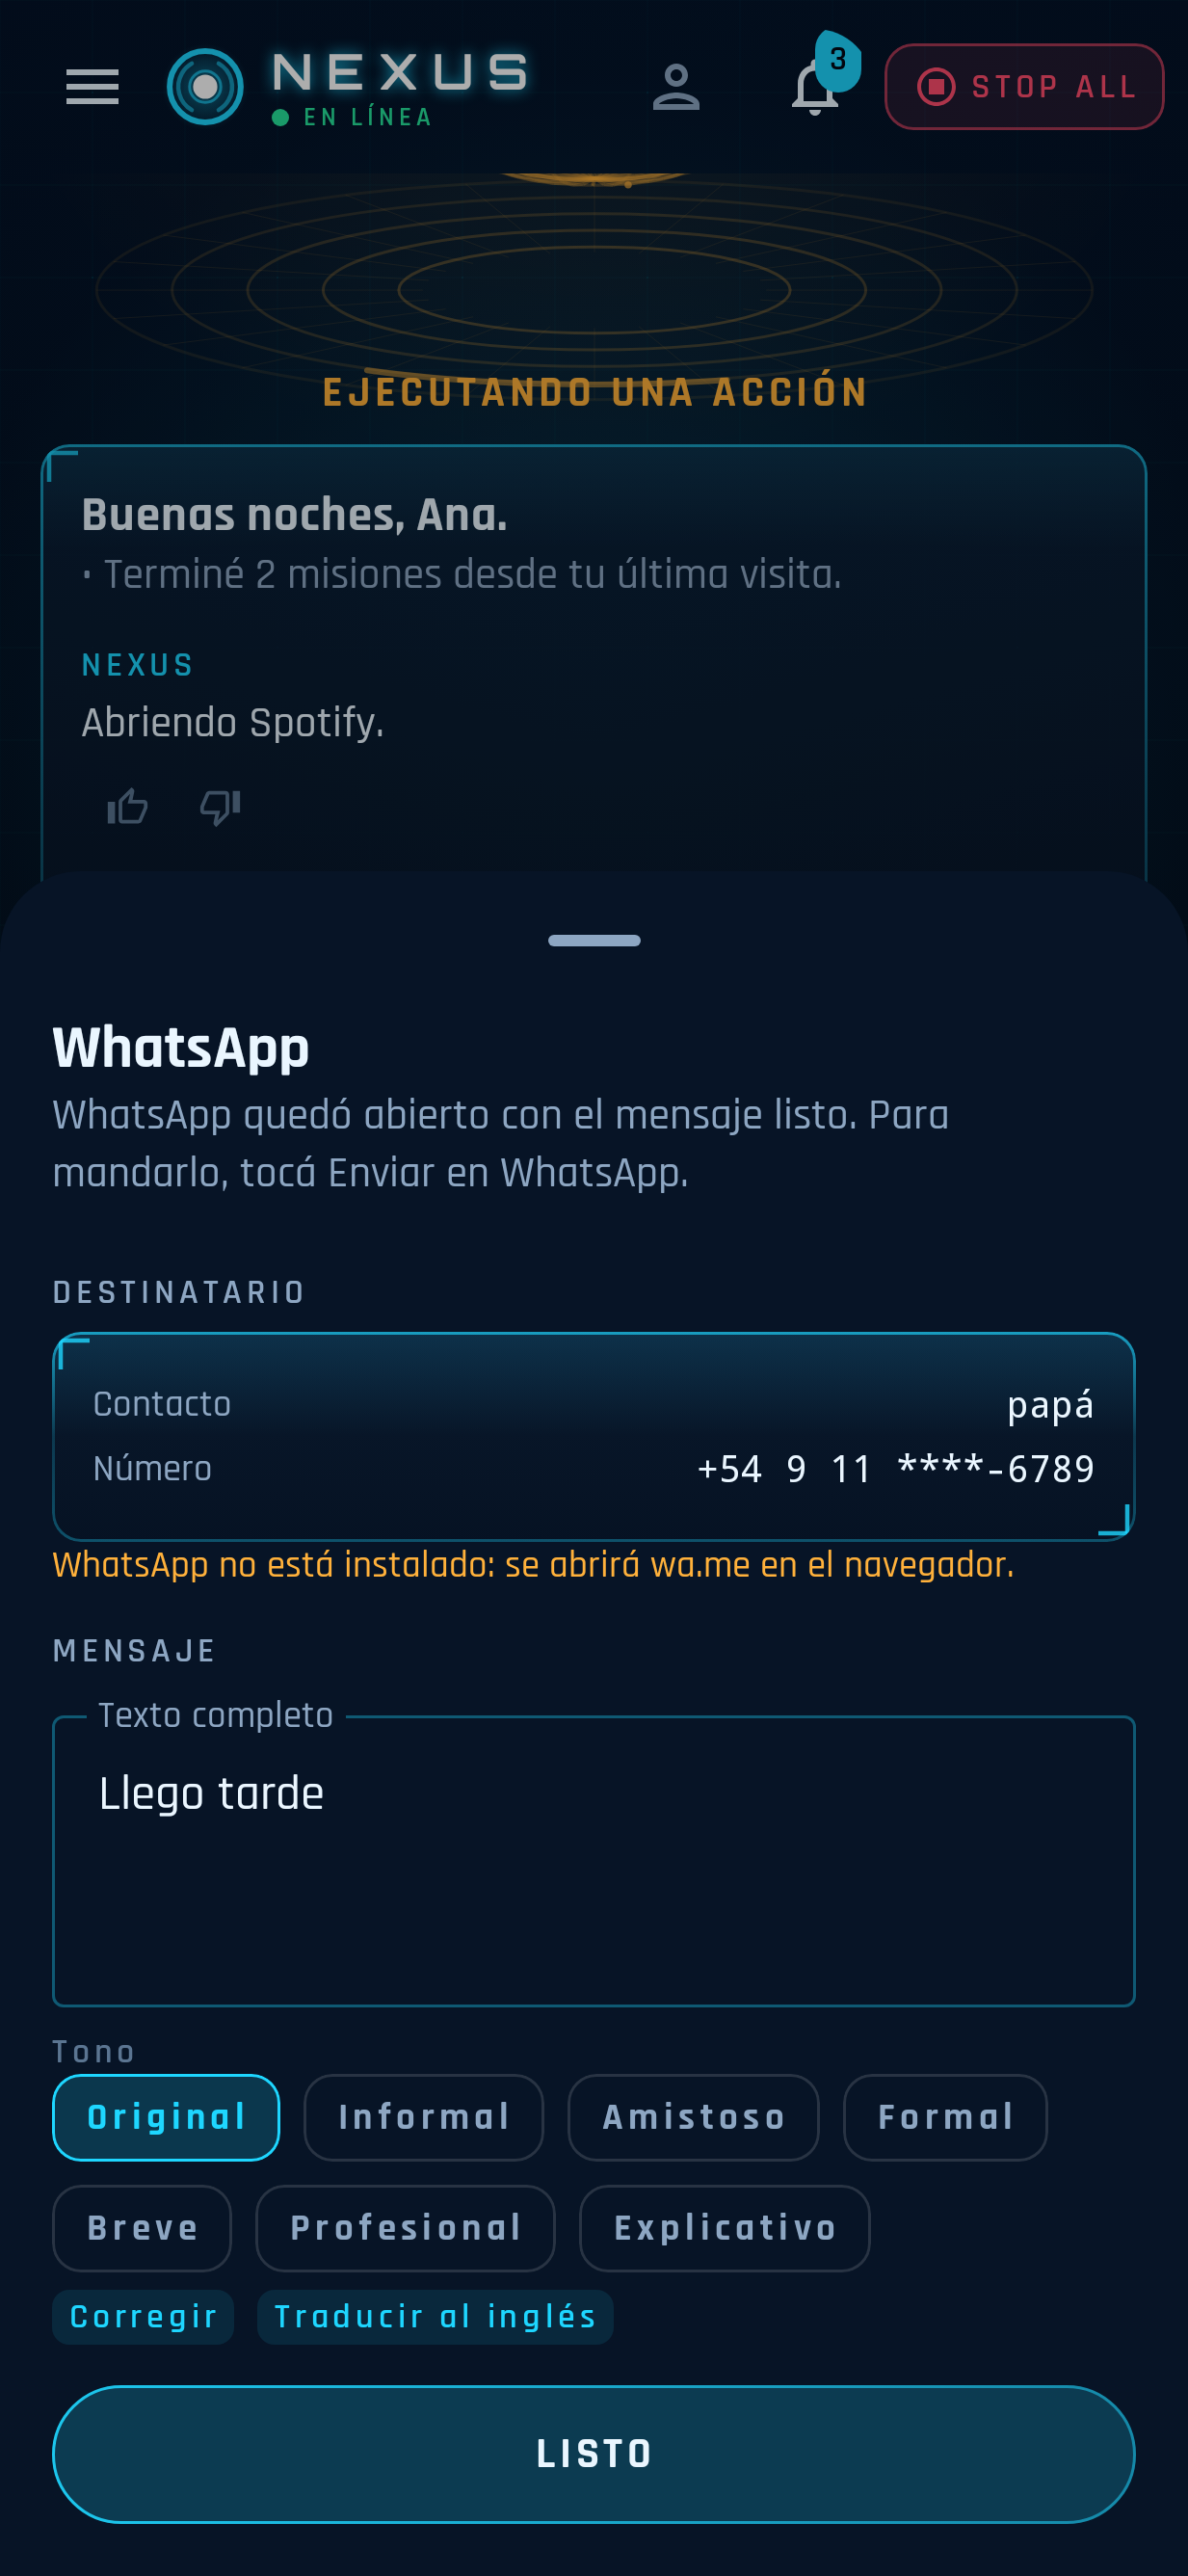 NEXUS
EN LÍNEA
3
STOP ALL
EJECUTANDO UNA ACCIÓN
Buenas noches, Ana.
• Terminé 2 misiones desde tu última visita.
NEXUS
Abriendo Spotify.
WhatsApp
WhatsApp quedó abierto con el mensaje listo. Para
mandarlo, tocá Enviar en WhatsApp.
DESTINATARIO
Contacto papá
Número +54 9 11 ****-6789
WhatsApp no está instalado: se abrirá wa.me en el navegador.
MENSAJE
Texto completo
Llego tarde
Tono
Original Informal Amistoso Formal
Breve Profesional Explicativo
Corregir Traducir al inglés
LISTO